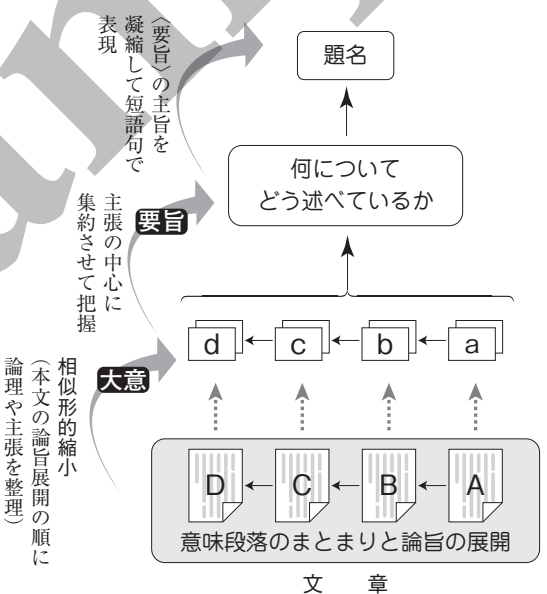 題名
〈要旨〉の主旨を
凝縮して短語句で
表現
何について
どう述べているか
要旨
主張の中心に
集約させて把握
d c b a
大意
相似形的縮小
(本文の論旨展開の順に
論理や主張を整理)
D C B A
意味段落のまとまりと論旨の展開
文 章